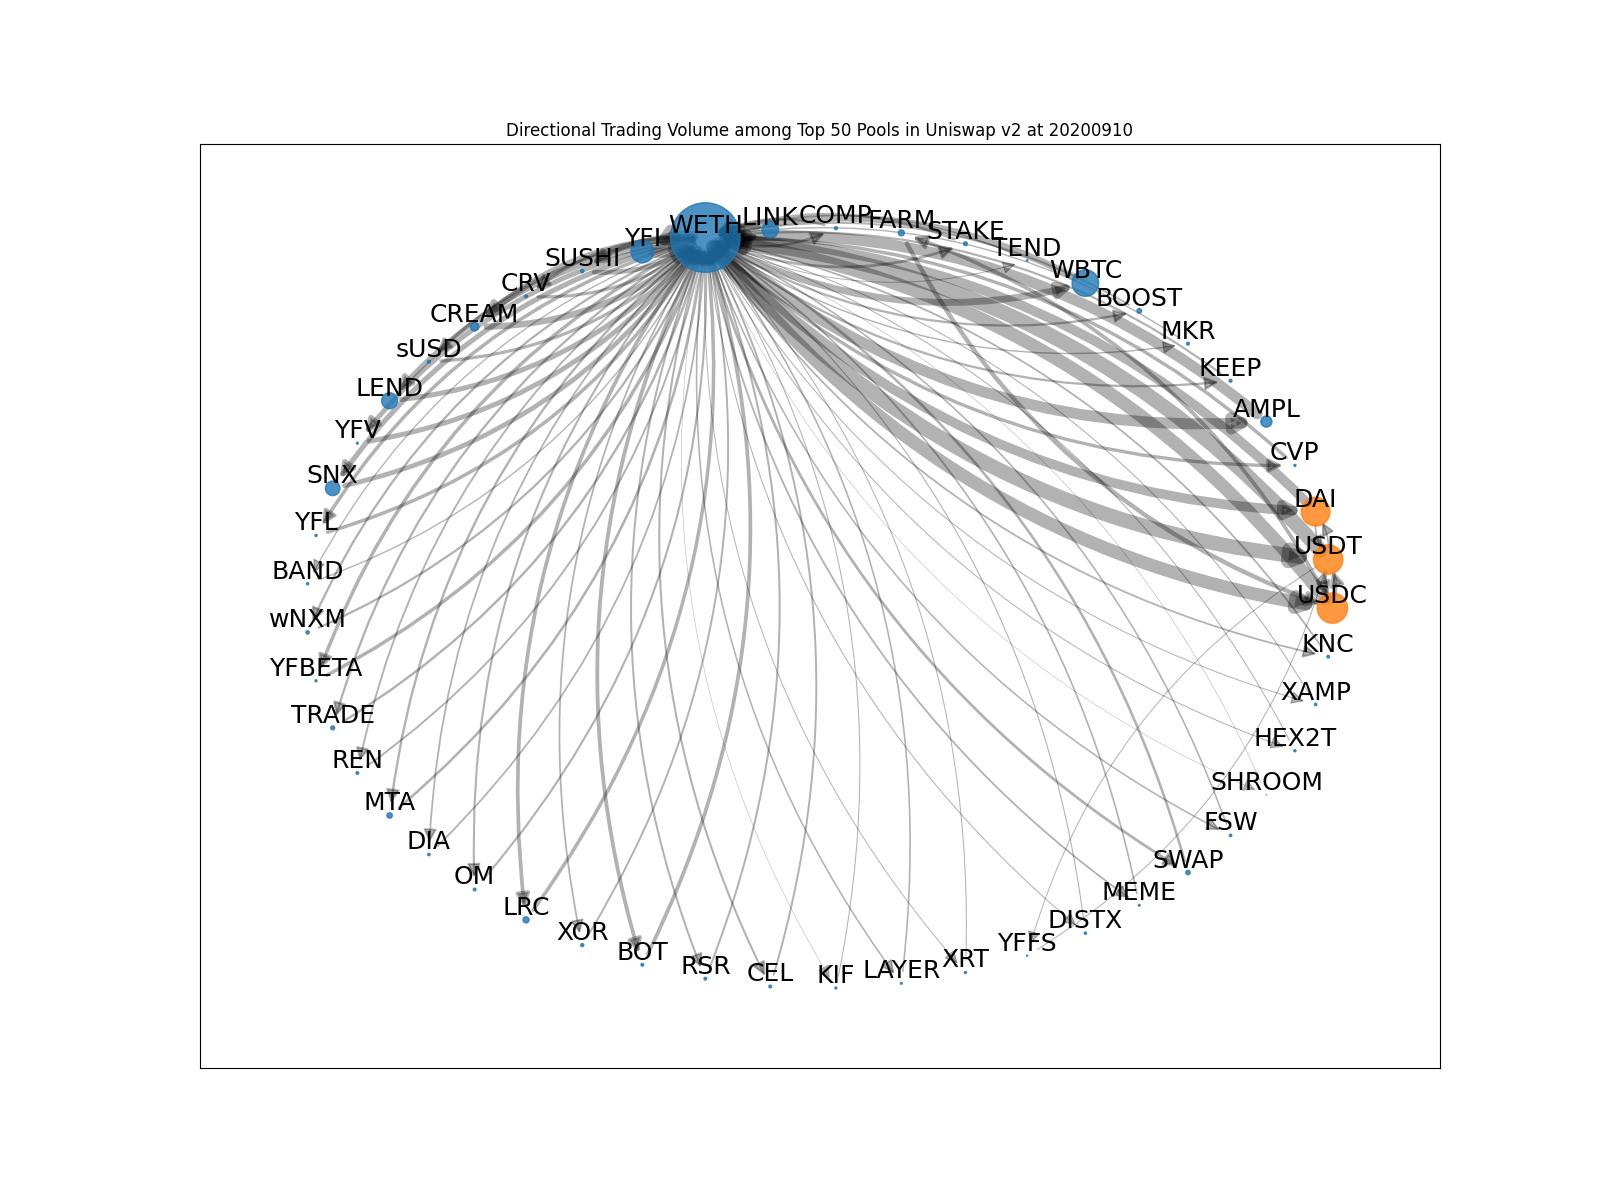 Directional Trading Volume among Top 50 Pools in Uniswap v2 at 20200910
WETH
LINK
COMP
FARM
STAKE
TEND
WBTC
BOOST
MKR
KEEP
AMPL
CVP
DAI
USDT
USDC
KNC
XAMP
HEX2T
SHROOM
FSW
SWAP
MEME
DISTX
YFFS
XRT
LAYER
KIF
CEL
RSR
BOT
XOR
LRC
OM
DIA
MTA
REN
TRADE
YFBETA
wNXM
BAND
YFL
SNX
YFV
LEND
sUSD
CREAM
CRV
SUSHI
YFI